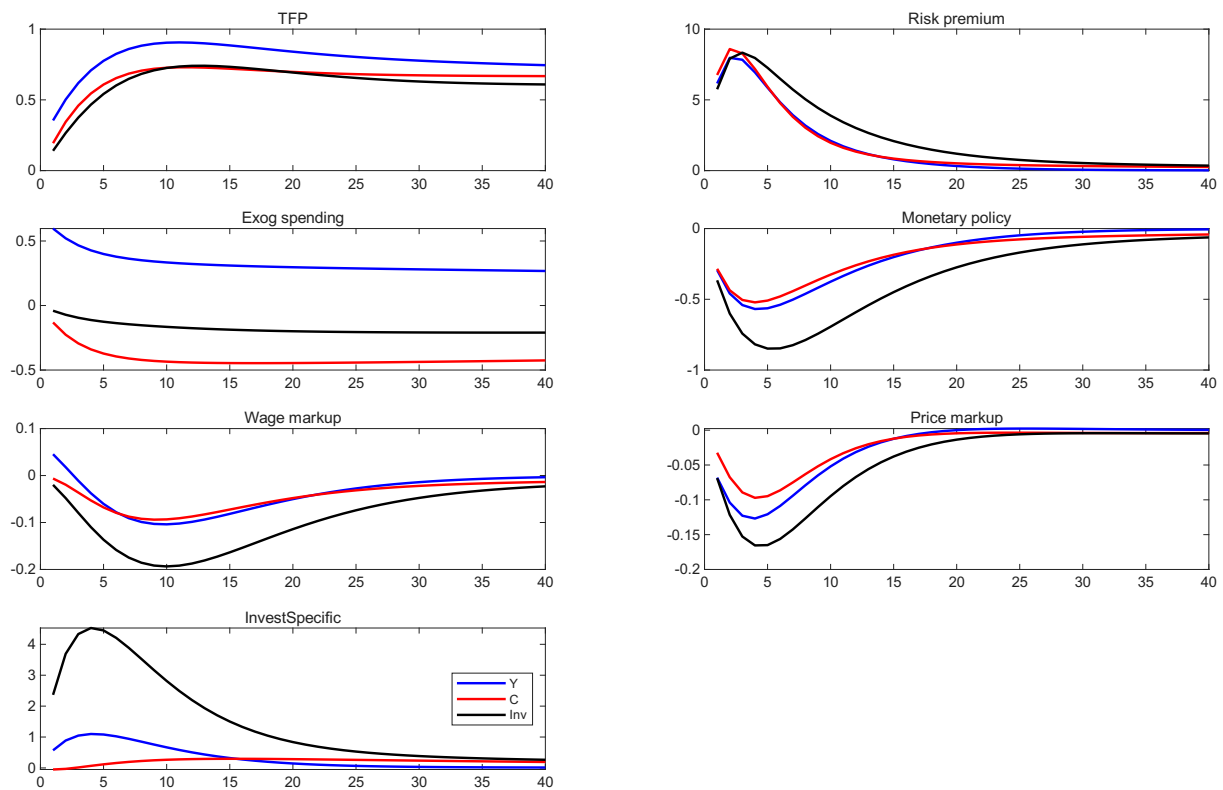 TFP
1
0.5
0
0 5 10 15 20 25 30 35 40
Risk premium
10
5
0
0 5 10 15 20 25 30 35 40
Exog spending
0.5
0
-0.5
0 5 10 15 20 25 30 35 40
Monetary policy
0
-0.5
-1
0 5 10 15 20 25 30 35 40
Wage markup
0.1
0
-0.1
-0.2
0 5 10 15 20 25 30 35 40
Price markup
0
-0.05
-0.1
-0.15
-0.2
0 5 10 15 20 25 30 35 40
InvestSpecific
4
3
2
1
0
0 5 10 15 20 25 30 35 40
Y
C
Inv